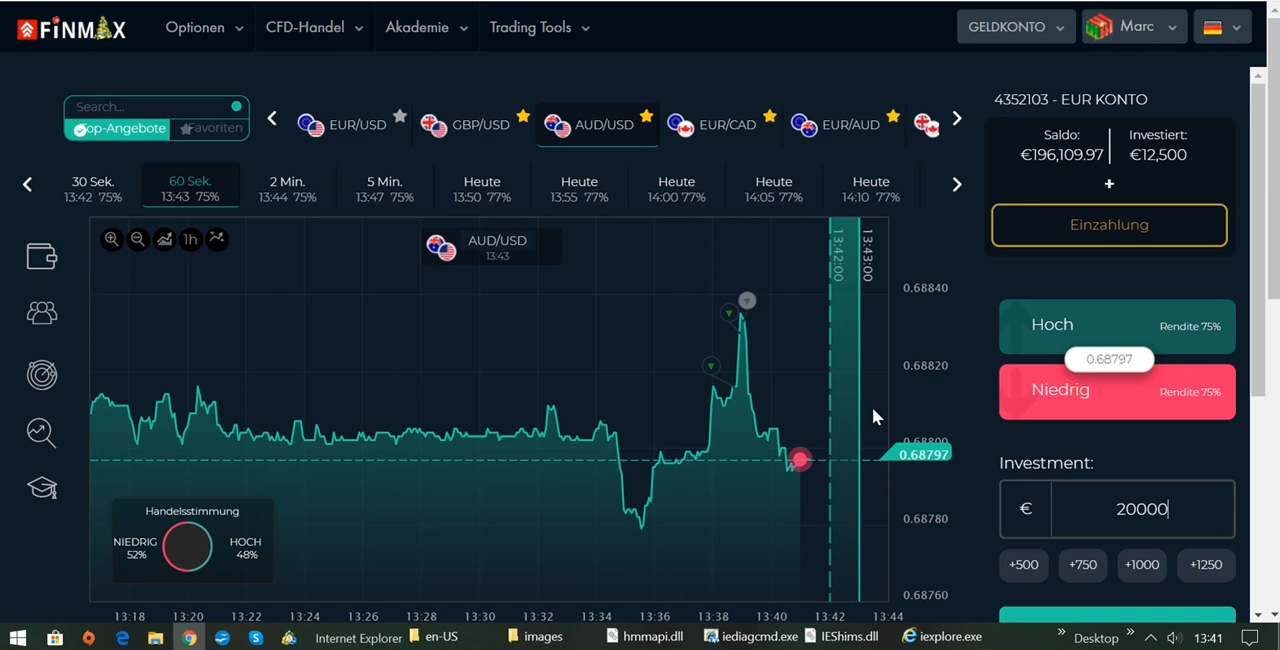 FiNMAX
Optionen
CFD-Handel
Akademie
Trading Tools
GELDKONTO
Marc
Search...
Top-Angebote
Favoriten
EUR/USD
GBP/USD
AUD/USD
EUR/CAD
EUR/AUD
30 Sek.
13:42 75%
60 Sek.
13:43 75%
2 Min.
13:44 75%
5 Min.
13:47 75%
Heute
13:50 77%
Heute
13:55 77%
Heute
14:00 77%
Heute
14:05 77%
Heute
14:10 77%
4352103 - EUR KONTO
Saldo:
€196,109.97
Investiert:
€12,500
+
Einzahlung
1h
AUD/USD
13:43
13:42:00
13:43:00
0.68840
0.68820
0.68800
0.68797
0.68780
0.68760
Handelsstimmung
NIEDRIG
52%
HOCH
48%
13:18
13:20
13:22
13:24
13:26
13:28
13:30
13:32
13:34
13:36
13:38
13:40
13:42
13:44
Hoch
Rendite 75%
0.68797
Niedrig
Rendite 75%
Investment:
€
20000
+500
+750
+1000
+1250
Internet Explorer
en-US
images
hmmapi.dll
iediagcmd.exe
IEShims.dll
iexplore.exe
Desktop
13:41